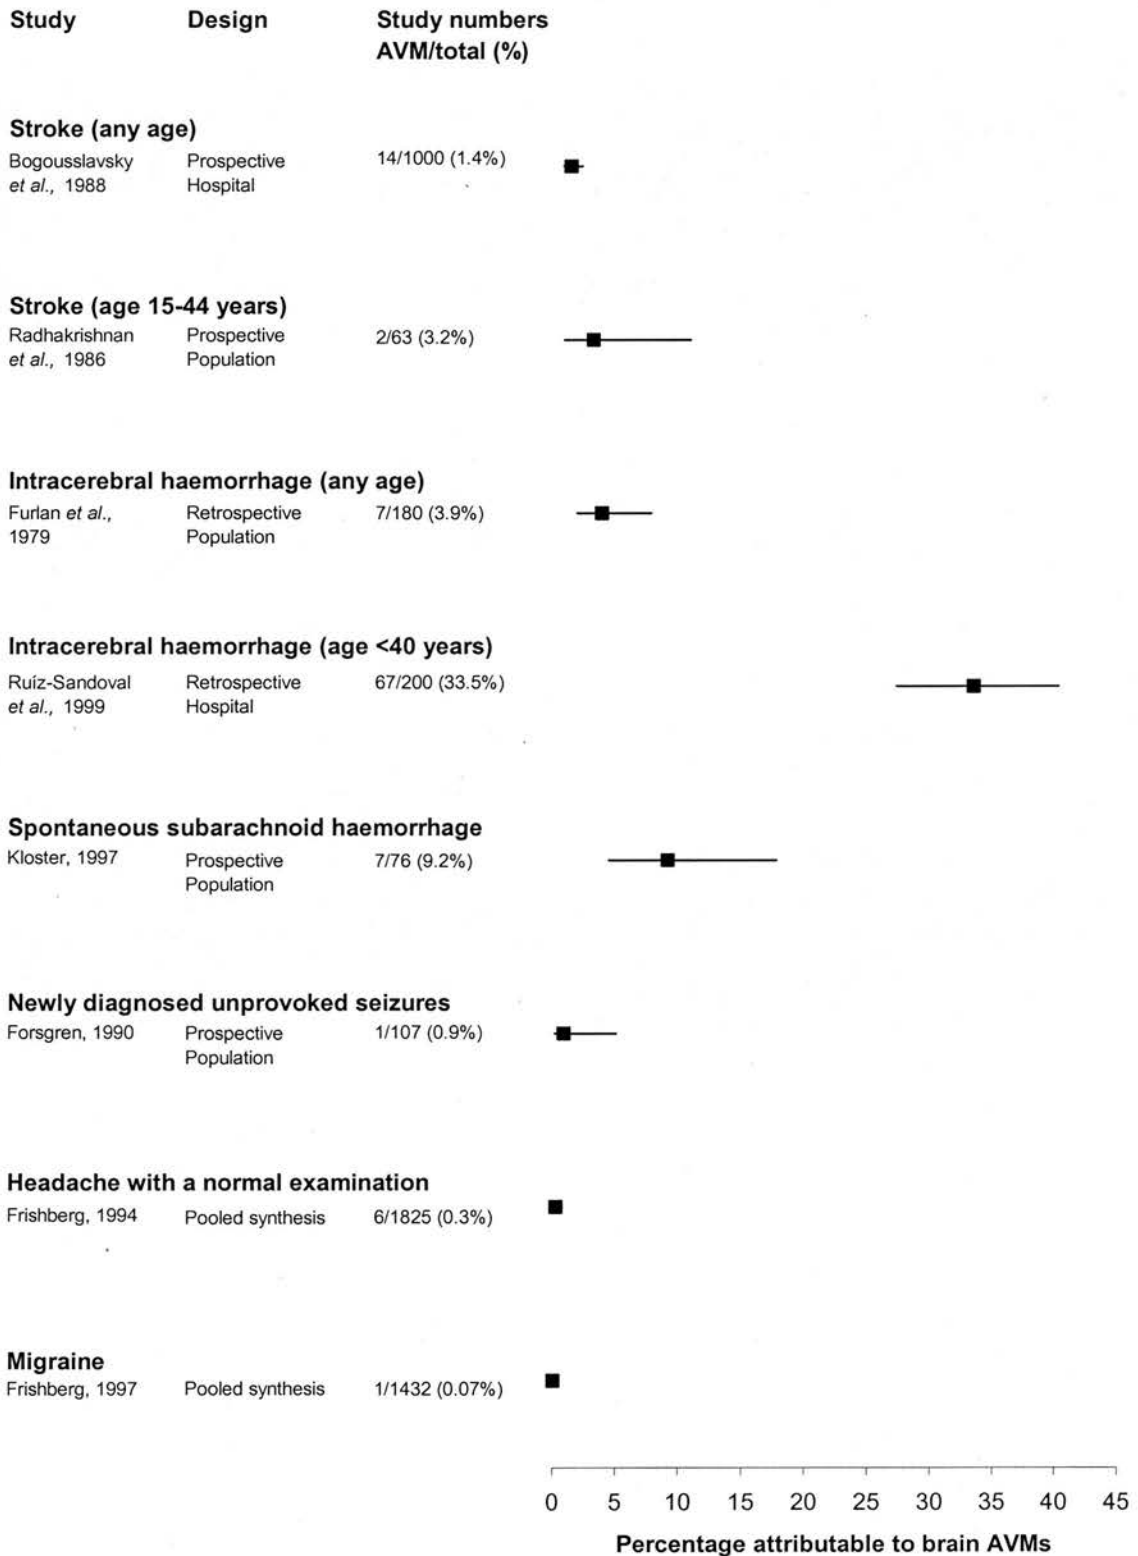 Study Design Study numbers
AVM/total (%)
Stroke (any age)
Bogousslavsky Prospective 14/1000 (1.4%)
et al., 1988 Hospital
Stroke (age 15-44 years)
Radhakrishnan Prospective 2/63 (3.2%)
et al., 1986 Population
Intracerebral haemorrhage (any age)
Furlan et al., Retrospective 7/180 (3.9%)
1979 Population
Intracerebral haemorrhage (age <40 years)
Ruíz-Sandoval Retrospective 67/200 (33.5%)
et al., 1999 Hospital
Spontaneous subarachnoid haemorrhage
Kloster, 1997 Prospective 7/76 (9.2%)
Population
Newly diagnosed unprovoked seizures
Forsgren, 1990 Prospective 1/107 (0.9%)
Population
Headache with a normal examination
Frishberg, 1994 Pooled synthesis 6/1825 (0.3%)
Migraine
Frishberg, 1997 Pooled synthesis 1/1432 (0.07%)
0 5 10 15 20 25 30 35 40 45
Percentage attributable to brain AVMs